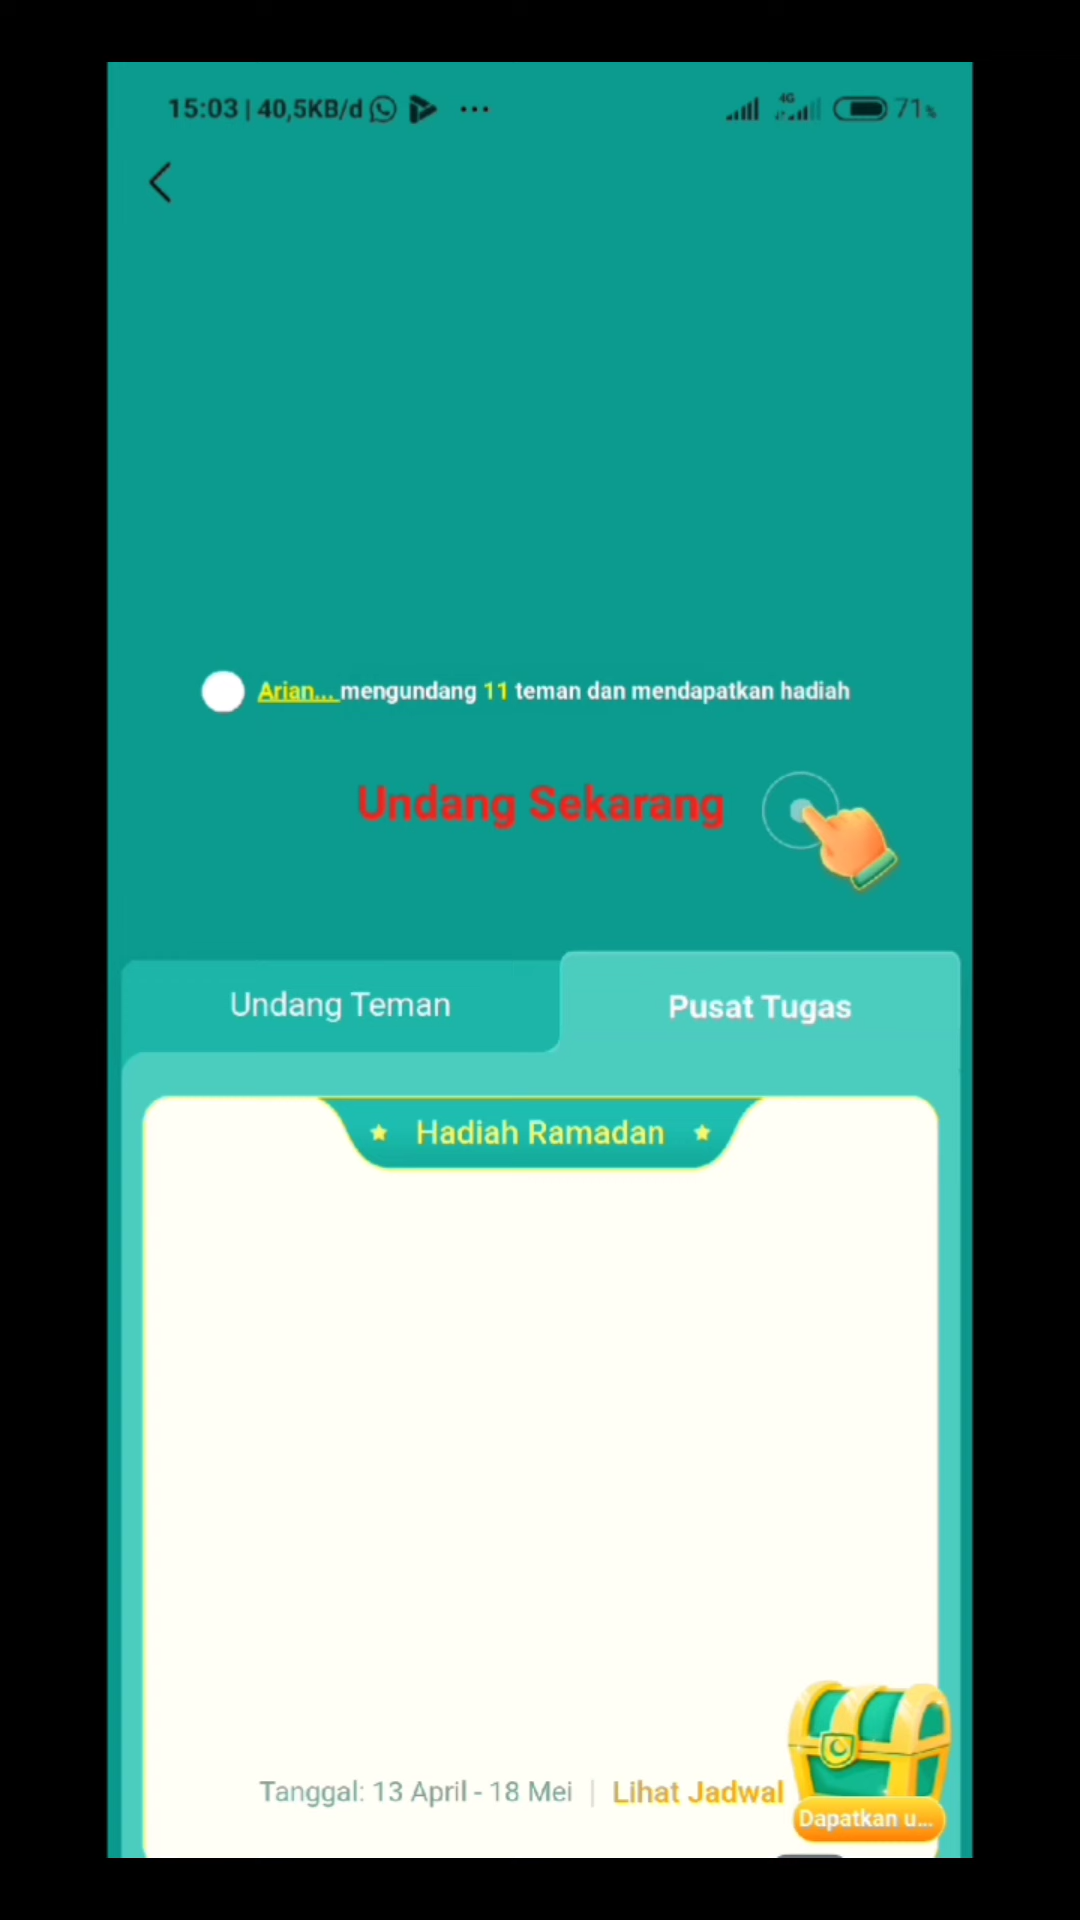 15:03 | 40,5KB/d ... 4G 71%
Arian... mengundang 11 teman dan mendapatkan hadiah
Undang Sekarang
Undang Teman
Pusat Tugas
Hadiah Ramadan
Tanggal: 13 April - 18 Mei | Lihat Jadwal
Dapatkan u...